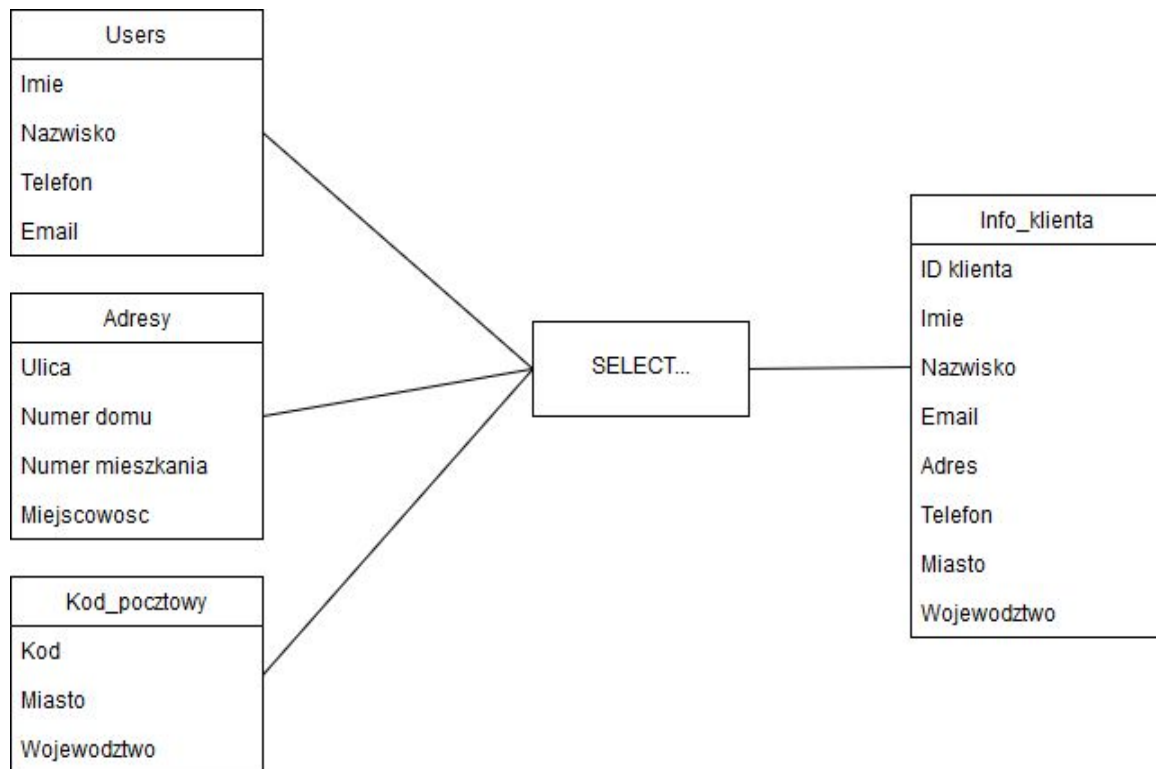 Users
Imie
Nazwisko
Telefon
Email
Adresy
Ulica
Numer domu
Numer mieszkania
Miejscowosc
Kod_pocztowy
Kod
Miasto
Wojewodztwo
SELECT...
Info_klienta
ID klienta
Imie
Nazwisko
Email
Adres
Telefon
Miasto
Wojewodztwo